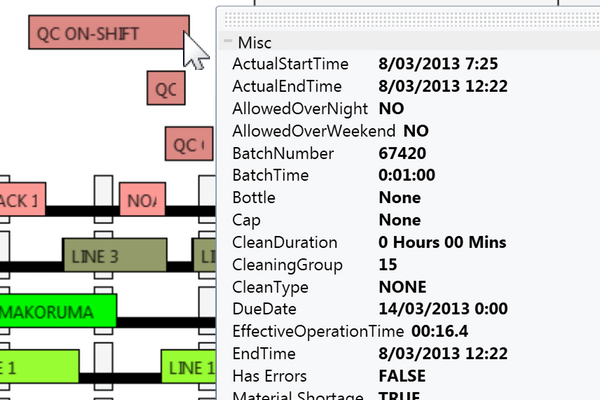 QC ON-SHIFT
QC
QC
ACK 1
NOA
LINE 3
LI
MAKORUMA
E 1
LINE 1
Misc
ActualStartTime 8/03/2013 7:25
ActualEndTime 8/03/2013 12:22
AllowedOverNight NO
AllowedOverWeekend NO
BatchNumber 67420
BatchTime 0:01:00
Bottle None
Cap None
CleanDuration 0 Hours 00 Mins
CleaningGroup 15
CleanType NONE
DueDate 14/03/2013 0:00
EffectiveOperationTime 00:16.4
EndTime 8/03/2013 12:22
Has Errors FALSE
Material Shortage TRUE